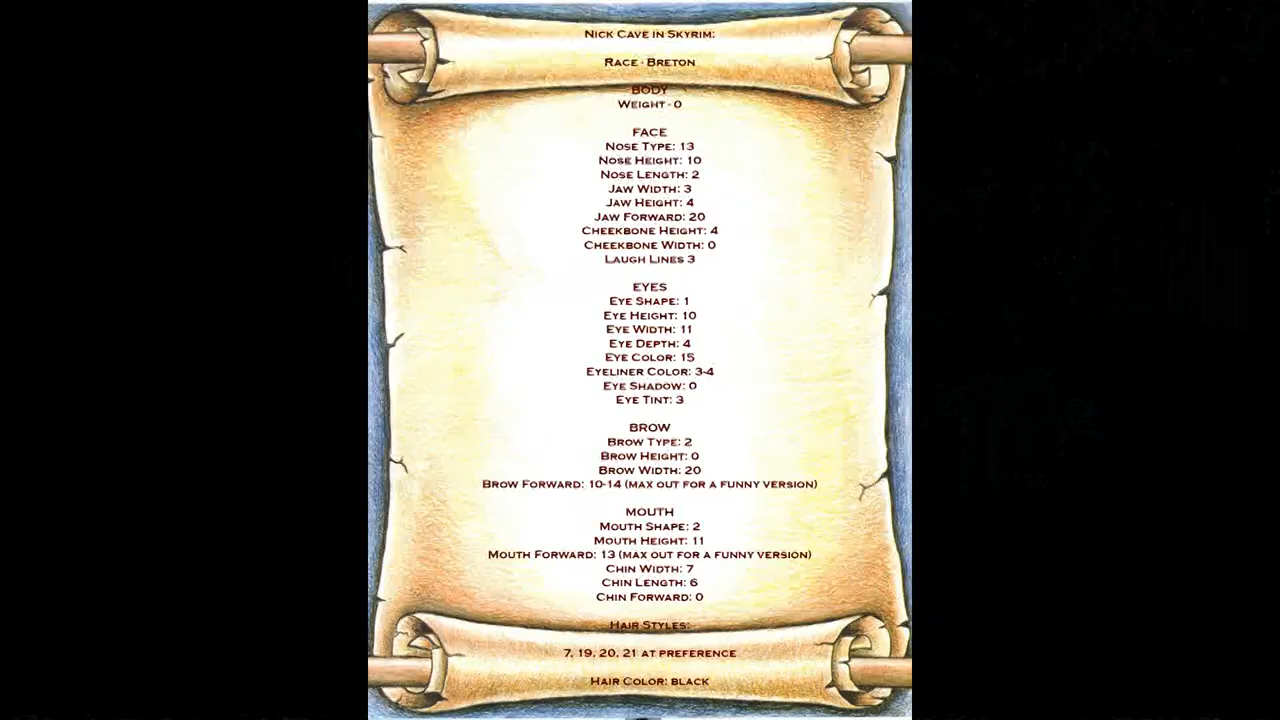 Nick Cave in Skyrim:
Race - Breton
BODY
Weight - 0
FACE
Nose Type: 13
Nose Height: 10
Nose Length: 2
Jaw Width: 3
Jaw Height: 4
Jaw Forward: 20
Cheekbone Height: 4
Cheekbone Width: 0
Laugh Lines 3
EYES
Eye Shape: 1
Eye Height: 10
Eye Width: 11
Eye Depth: 4
Eye Color: 15
Eyeliner Color: 3-4
Eye Shadow: 0
Eye Tint: 3
BROW
Brow Type: 2
Brow Height: 0
Brow Width: 20
Brow Forward: 10-14 (max out for a funny version)
MOUTH
Mouth Shape: 2
Mouth Height: 11
Mouth Forward: 13 (max out for a funny version)
Chin Width: 7
Chin Length: 6
Chin Forward: 0
Hair Styles:
7, 19, 20, 21 at preference
Hair Color: black